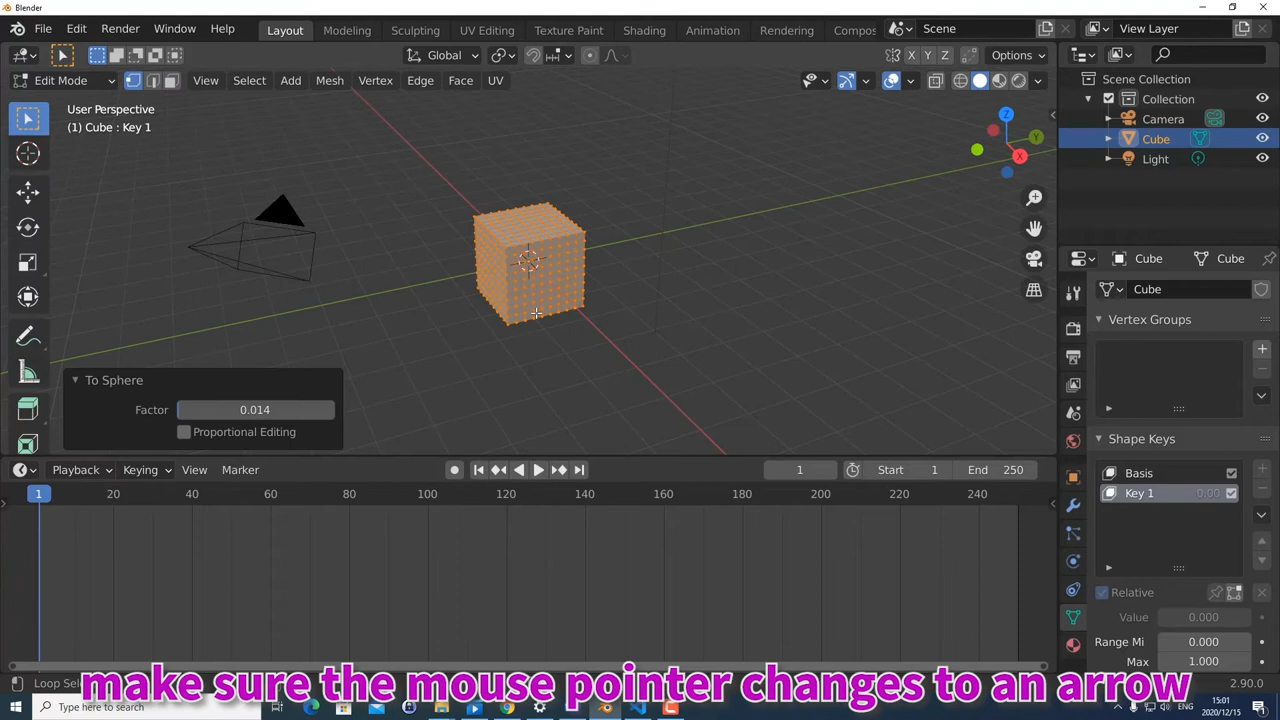 Blender
File Edit Render Window Help Layout Modeling Sculpting UV Editing Texture Paint Shading Animation Rendering Compos Scene View Layer
Global X Y Z Options
Edit Mode View Select Add Mesh Vertex Edge Face UV
User Perspective
(1) Cube : Key 1
Z
Y
X
Scene Collection
Collection
Camera
Cube
Light
Cube Cube
Cube
Vertex Groups
To Sphere
Factor 0.014
Proportional Editing
Shape Keys
Basis
Key 1 0.00
Relative
Value 0.000
Range Mi 0.000
Max 1.000
Playback Keying View Marker 1 Start 1 End 250
1 20 40 60 80 100 120 140 160 180 200 220 240
make sure the mouse pointer changes to an arrow
Loop Sele
2.90.0
Type here to search
15:01
2020/12/15